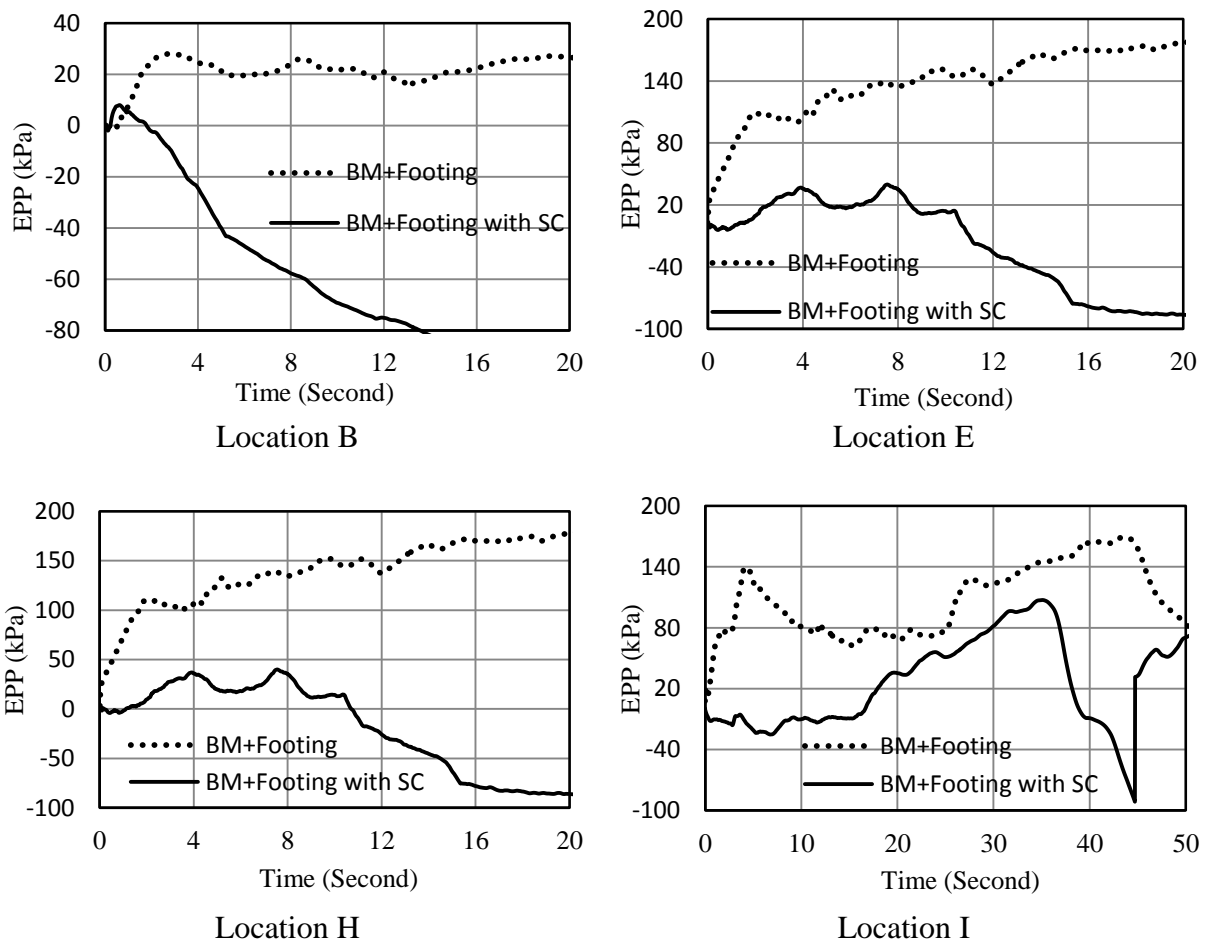 40
20
0
-20
-40
-60
-80
EPP (kPa)
BM+Footing
BM+Footing with SC
0 4 8 12 16 20
Time (Second)
Location B
200
140
80
20
-40
-100
EPP (kPa)
BM+Footing
BM+Footing with SC
0 4 8 12 16 20
Time (Second)
Location E
200
150
100
50
0
-50
-100
EPP (kPa)
BM+Footing
BM+Footing with SC
0 4 8 12 16 20
Time (Second)
Location H
200
140
80
20
-40
-100
EPP (kPa)
BM+Footing
BM+Footing with SC
0 10 20 30 40 50
Time (Second)
Location I